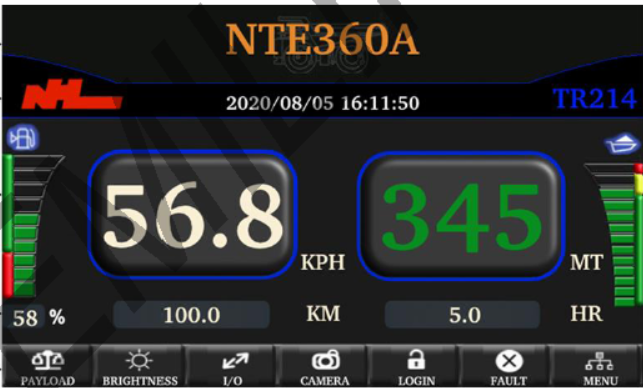 NTE360A
NHL
2020/08/05 16:11:50
TR214
56.8
KPH
345
MT
58 %
100.0
KM
5.0
HR
PAYLOAD
BRIGHTNESS
I/O
CAMERA
LOGIN
FAULT
MENU